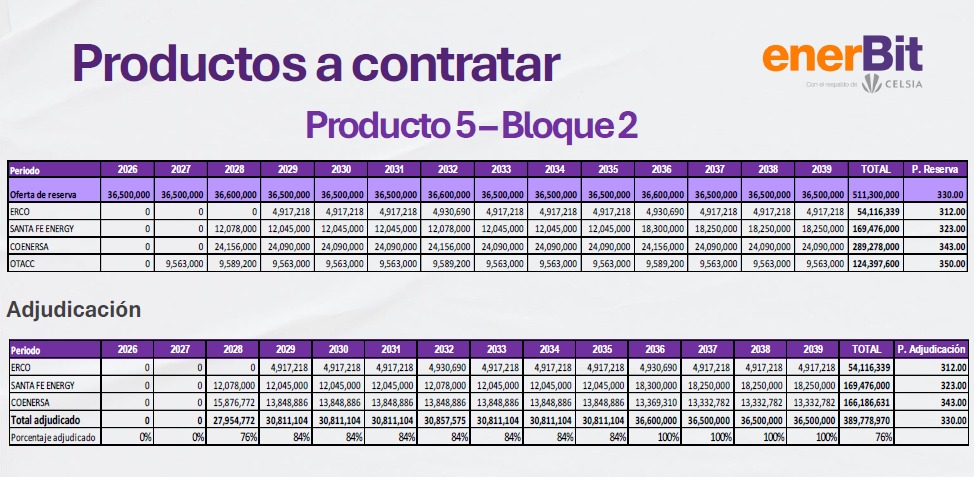 Productos a contratar
enerBit
Con el respaldo de CELSIA
Producto 5 – Bloque 2
Periodo 2026 2027 2028 2029 2030 2031 2032 2033 2034 2035 2036 2037 2038 2039 TOTAL P. Reserva
Oferta de reserva 36,500,000 36,500,000 36,600,000 36,500,000 36,500,000 36,500,000 36,600,000 36,500,000 36,500,000 36,500,000 36,600,000 36,500,000 36,500,000 36,500,000 511,300,000 330.00
ERCO 0 0 0 4,917,218 4,917,218 4,917,218 4,930,690 4,917,218 4,917,218 4,917,218 4,930,690 4,917,218 4,917,218 4,917,218 54,116,339 312.00
SANTA FE ENERGY 0 0 12,078,000 12,045,000 12,045,000 12,045,000 12,078,000 12,045,000 12,045,000 12,045,000 18,300,000 18,250,000 18,250,000 18,250,000 169,476,000 323.00
COENERSA 0 0 24,156,000 24,090,000 24,090,000 24,090,000 24,156,000 24,090,000 24,090,000 24,090,000 24,156,000 24,090,000 24,090,000 24,090,000 289,278,000 343.00
OTACC 0 9,563,000 9,589,200 9,563,000 9,563,000 9,563,000 9,589,200 9,563,000 9,563,000 9,563,000 9,589,200 9,563,000 9,563,000 9,563,000 124,397,600 350.00
Adjudicación
Periodo 2026 2027 2028 2029 2030 2031 2032 2033 2034 2035 2036 2037 2038 2039 TOTAL P. Adjudicación
ERCO 0 0 0 4,917,218 4,917,218 4,917,218 4,930,690 4,917,218 4,917,218 4,917,218 4,930,690 4,917,218 4,917,218 4,917,218 54,116,339 312.00
SANTA FE ENERGY 0 0 12,078,000 12,045,000 12,045,000 12,045,000 12,078,000 12,045,000 12,045,000 12,045,000 18,300,000 18,250,000 18,250,000 18,250,000 169,476,000 323.00
COENERSA 0 0 15,876,772 13,848,886 13,848,886 13,848,886 13,848,886 13,848,886 13,848,886 13,848,886 13,369,310 13,332,782 13,332,782 13,332,782 166,186,631 343.00
Total adjudicado 0 0 27,954,772 30,811,104 30,811,104 30,811,104 30,857,575 30,811,104 30,811,104 30,811,104 36,600,000 36,500,000 36,500,000 36,500,000 389,778,970 330.00
Porcentaje adjudicado 0% 0% 76% 84% 84% 84% 84% 84% 84% 84% 100% 100% 100% 100% 76%